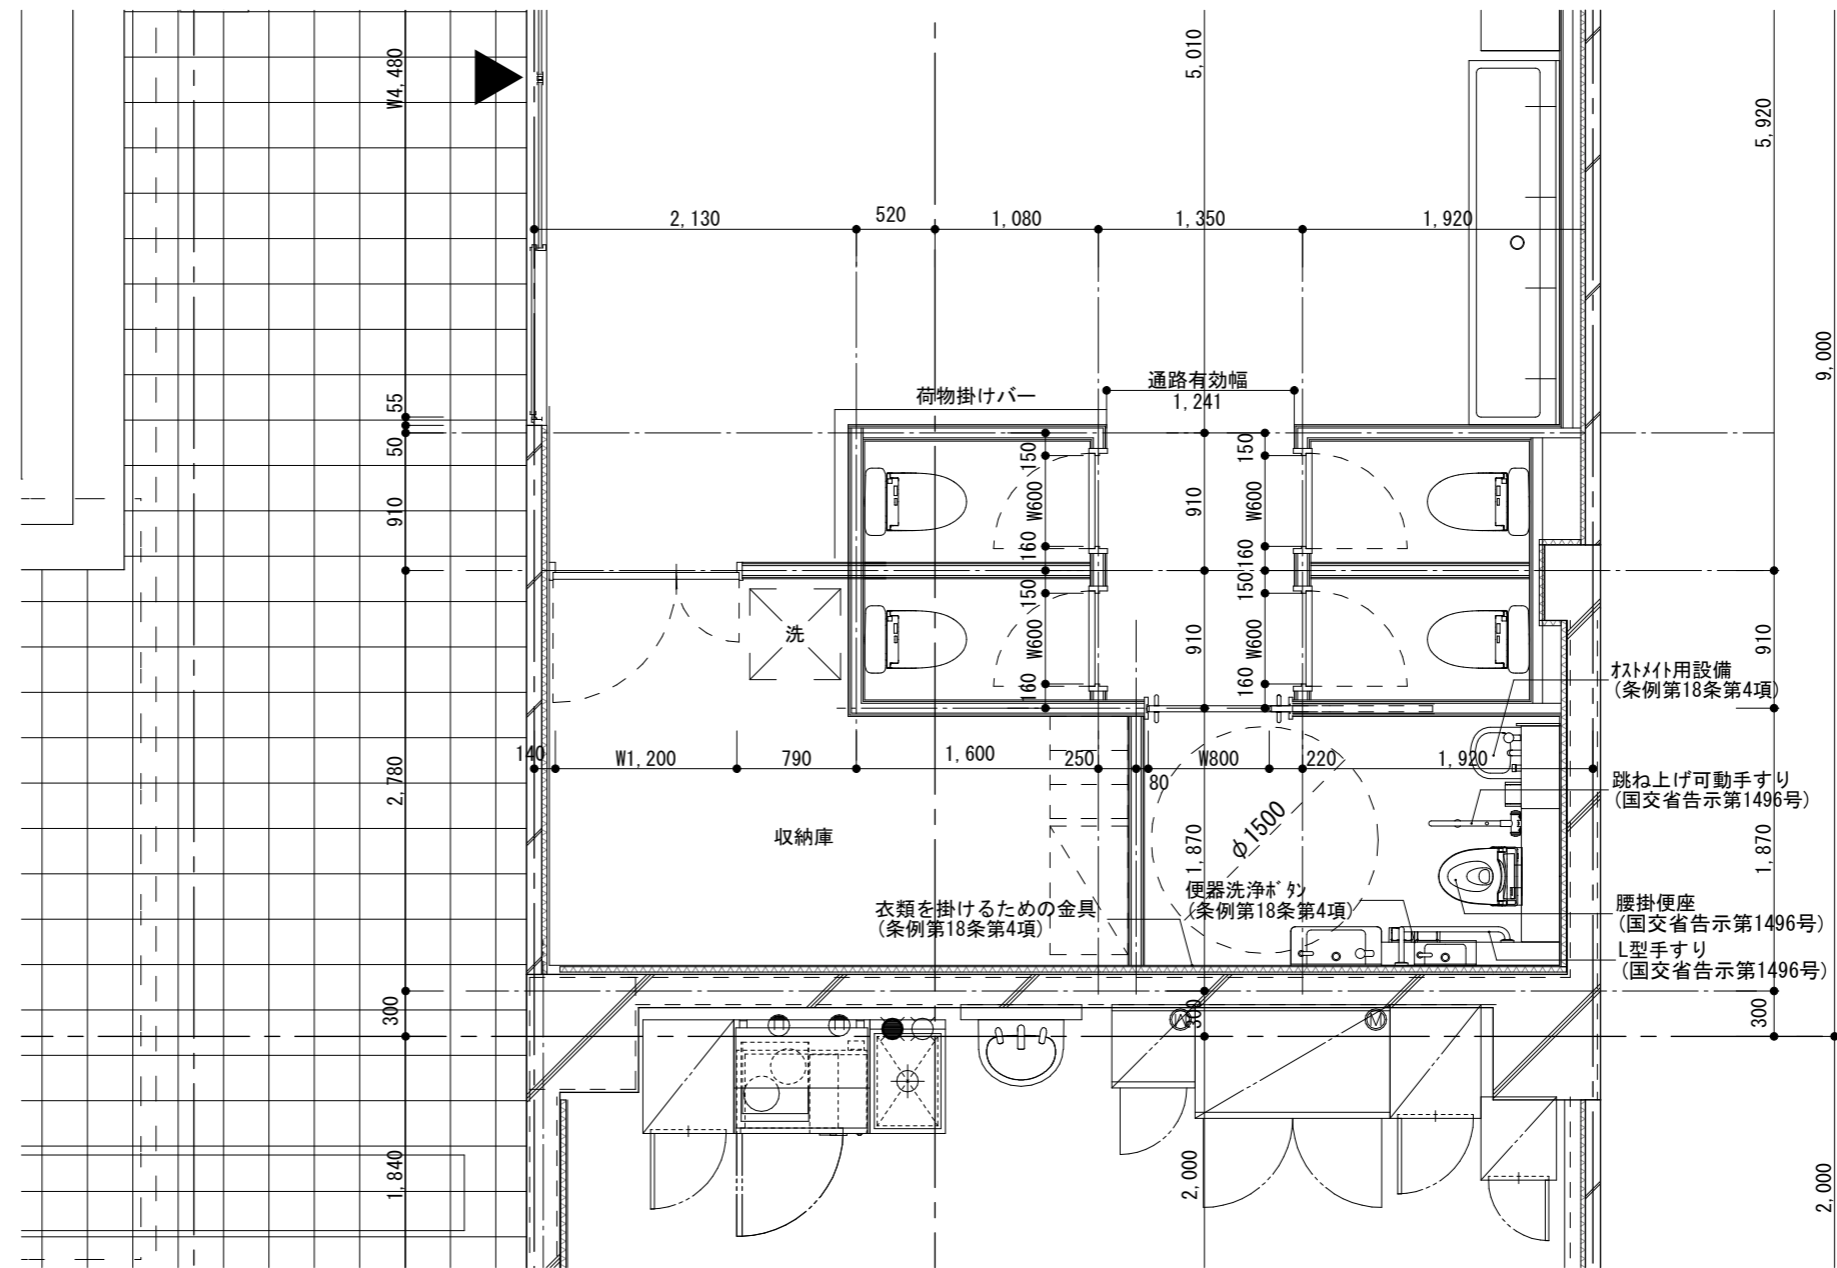 W4,480
5,010
5,920
2,130
520
1,080
1,350
1,920
9,000
通路有効幅
1,241
荷物掛けバー
55
50
910
150
W600
160
910
150
W600
160
洗
150
W600
160
910
150
W600
160
910
オストメイト用設備
(条例第18条第4項)
140
W1,200
790
1,600
250
80
W800
220
1,920
跳ね上げ可動手すり
(国交省告示第1496号)
2,780
収納庫
φ1500
1,870
1,870
便器洗浄ボタン
(条例第18条第4項)
衣類を掛けるための金具
(条例第18条第4項)
腰掛便座
(国交省告示第1496号)
L型手すり
(国交省告示第1496号)
300
300
300
1,840
2,000
2,000